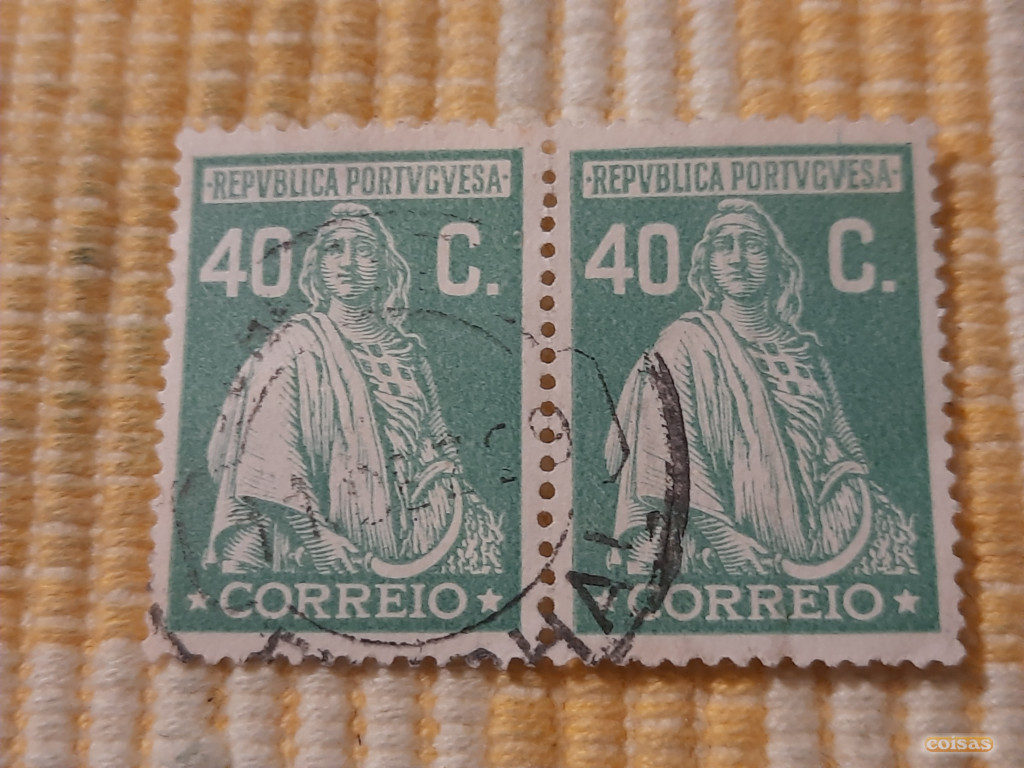 ·REPVBLICA PORTVGVESA·
40 C.
CORREIO
·REPVBLICA PORTVGVESA·
40 C.
CORREIO
coisas